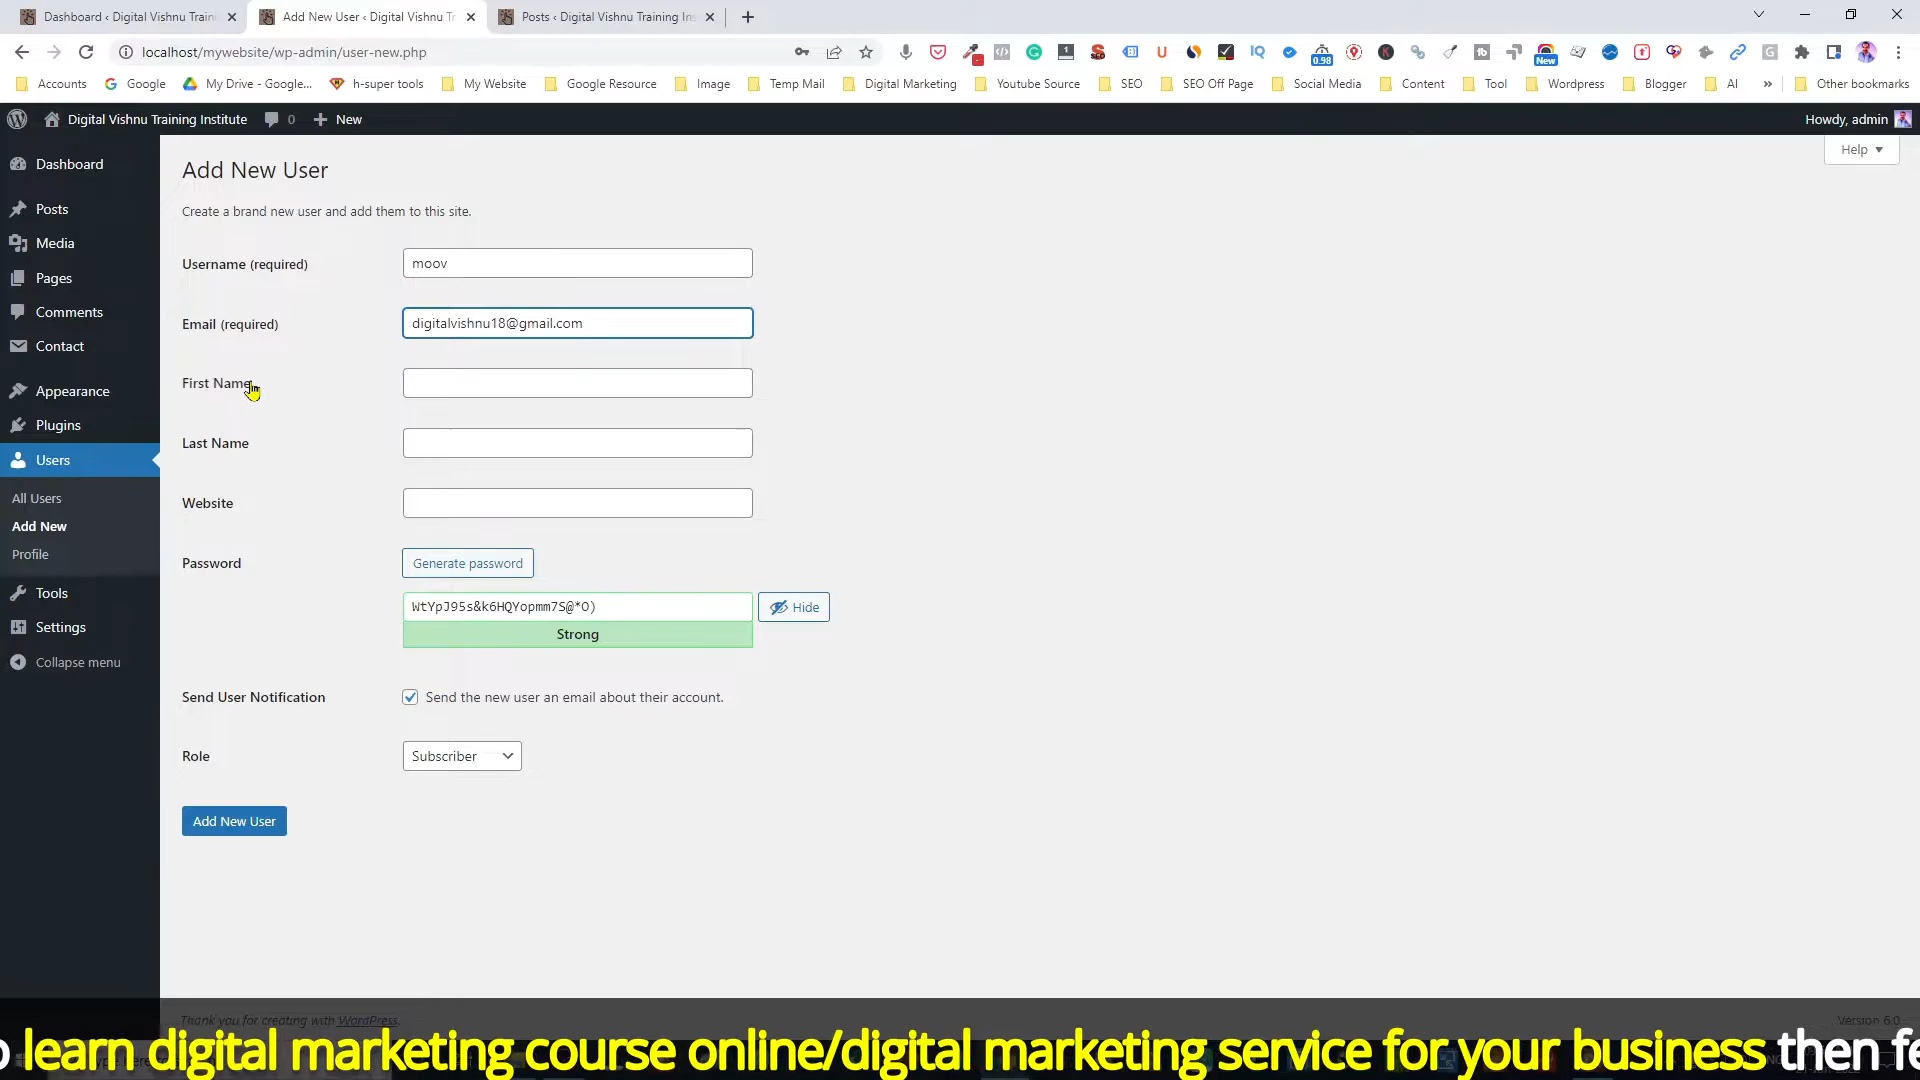 Dashboard ‹ Digital Vishnu Traini
Add New User ‹ Digital Vishnu Tr
Posts ‹ Digital Vishnu Training Ins
localhost/mywebsite/wp-admin/user-new.php
0.98
New
Accounts
Google
My Drive - Google...
h-super tools
My Website
Google Resource
Image
Temp Mail
Digital Marketing
Youtube Source
SEO
SEO Off Page
Social Media
Content
Tool
Wordpress
Blogger
AI
»
Other bookmarks
Digital Vishnu Training Institute
0
New
Howdy, admin
Help
Dashboard
Posts
Media
Pages
Comments
Contact
Appearance
Plugins
Users
All Users
Add New
Profile
Tools
Settings
Collapse menu
Add New User
Create a brand new user and add them to this site.
Username (required)
moov
Email (required)
digitalvishnu18@gmail.com
First Name
Last Name
Website
Password
Generate password
WtYpJ95s&k6HQYopmm7S@*O)
Hide
Strong
Send User Notification
Send the new user an email about their account.
Role
Subscriber
Add New User
Thank you for creating with WordPress.
Version 6.0
o learn digital marketing course online/digital marketing service for your business then fe